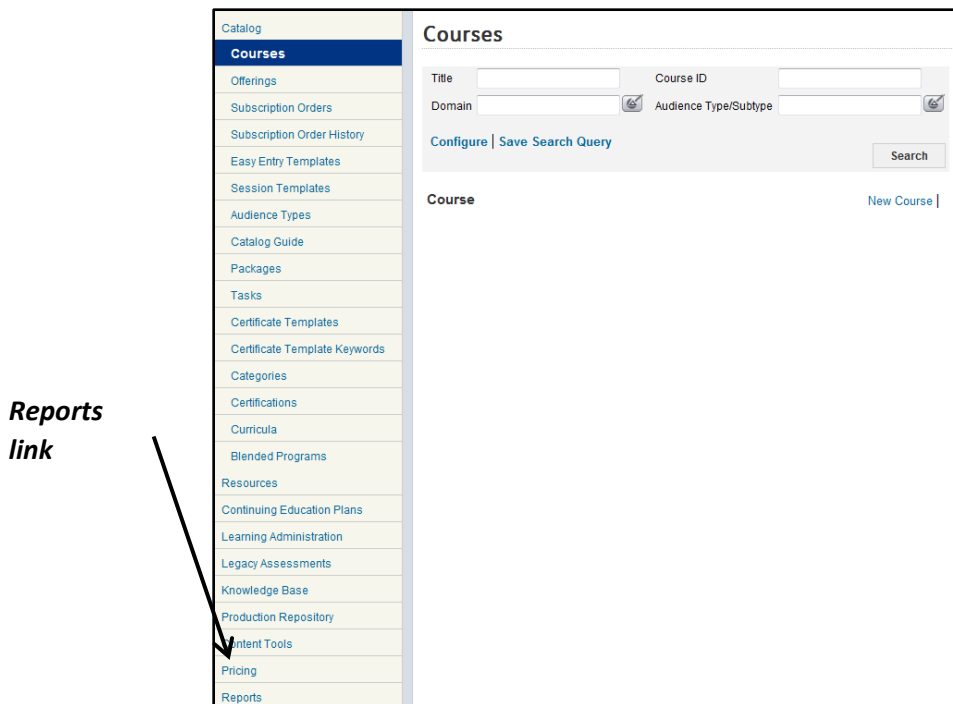 Catalog
Courses
Offerings
Subscription Orders
Subscription Order History
Easy Entry Templates
Session Templates
Audience Types
Catalog Guide
Packages
Tasks
Certificate Templates
Certificate Template Keywords
Categories
Certifications
Curricula
Blended Programs
Resources
Continuing Education Plans
Learning Administration
Legacy Assessments
Knowledge Base
Production Repository
Content Tools
Pricing
Reports
Reports
link
Courses
Title Course ID
Domain Audience Type/Subtype
Configure | Save Search Query
Search
Course New Course |